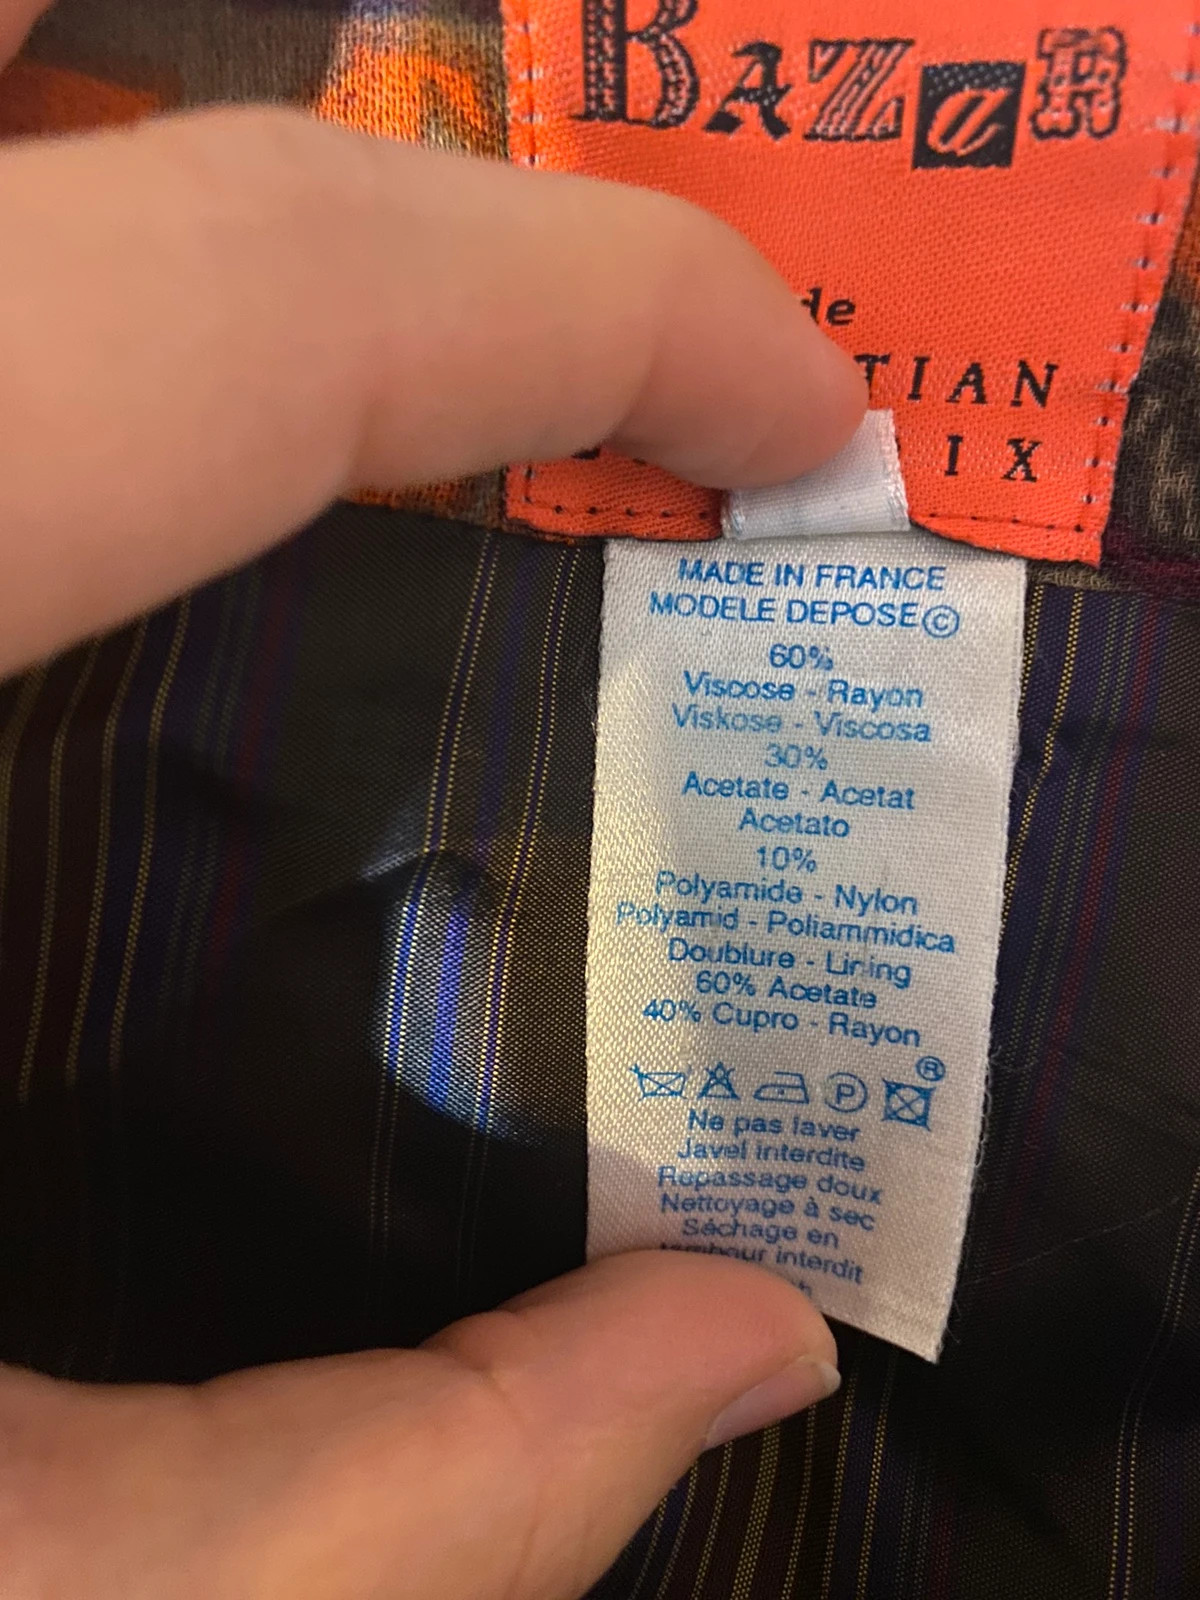 BAZaR
de
TIAN
IX
MADE IN FRANCE
MODELE DEPOSE©
60%
Viscose - Rayon
Viskose - Viscosa
30%
Acetate - Acetat
Acetato
10%
Polyamide - Nylon
Polyamid - Poliammidica
Doublure - Lining
60% Acetate
40% Cupro - Rayon
P ®
Ne pas laver
Javel interdite
Repassage doux
Nettoyage à sec
Séchage en
tambour interdit